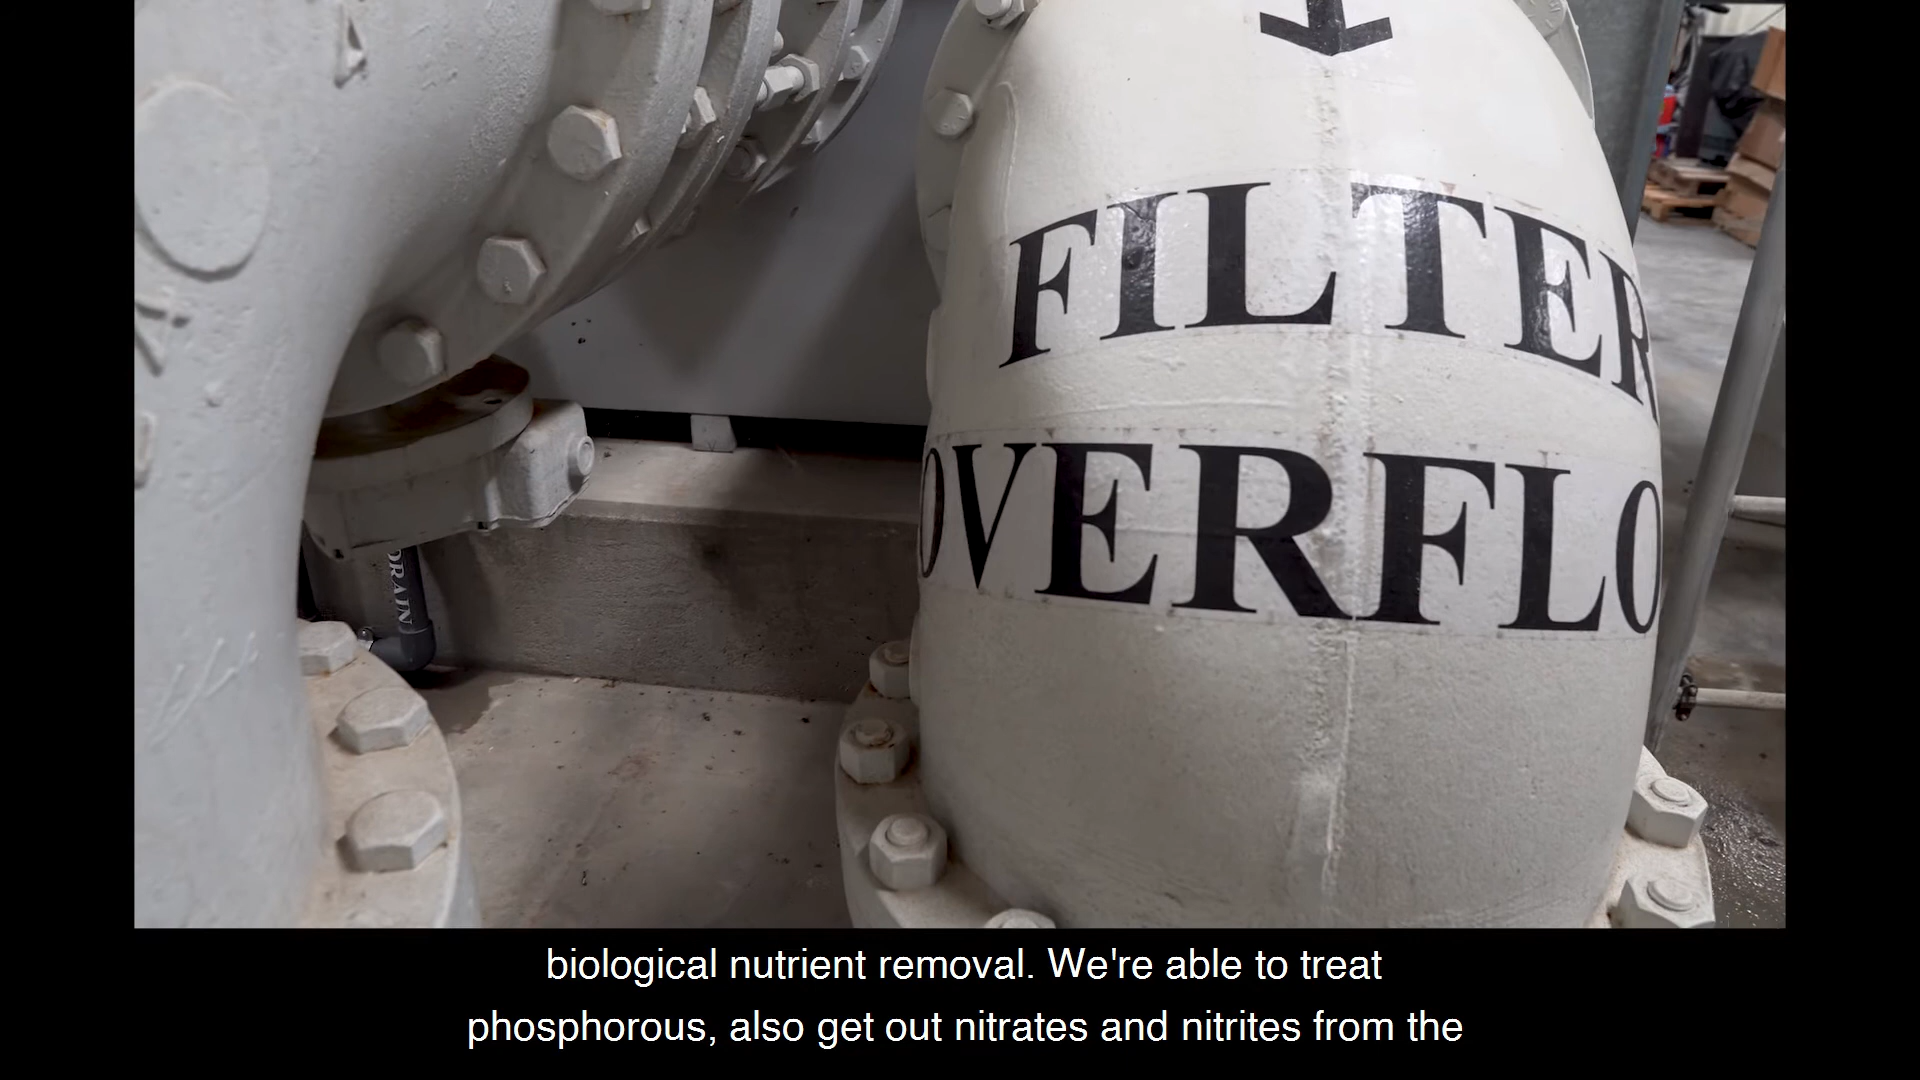 FILTER
OVERFLO
DRAIN
biological nutrient removal. We're able to treat
phosphorous, also get out nitrates and nitrites from the